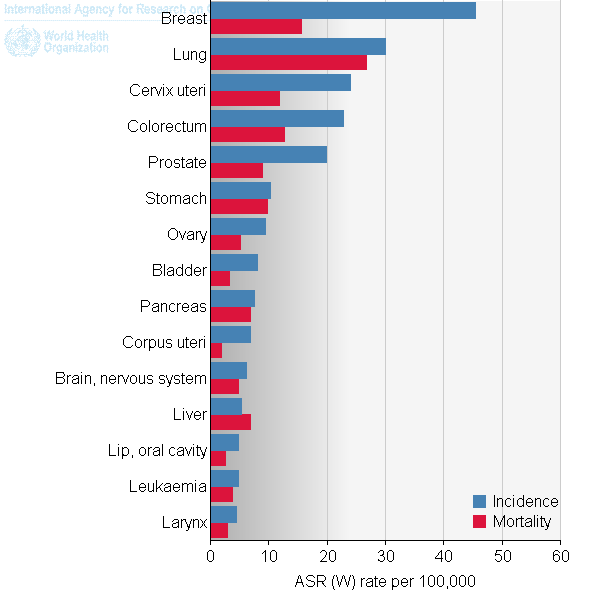 International Agency for Research on
World Health
Organization
Breast
Lung
Cervix uteri
Colorectum
Prostate
Stomach
Ovary
Bladder
Pancreas
Corpus uteri
Brain, nervous system
Liver
Lip, oral cavity
Leukaemia
Larynx
Incidence
Mortality
0 10 20 30 40 50 60
ASR (W) rate per 100,000